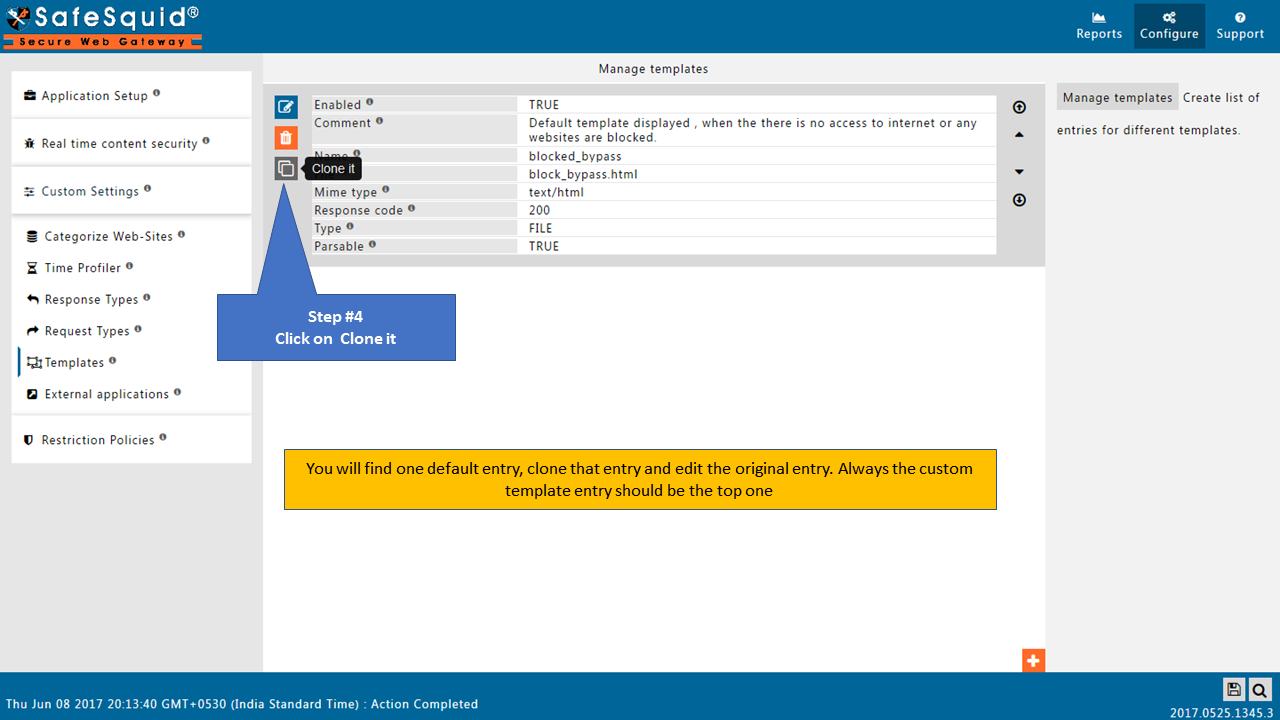 SafeSquid®
Secure Web Gateway
Reports
Configure
Support
Application Setup
Real time content security
Custom Settings
Categorize Web-Sites
Time Profiler
Response Types
Request Types
Templates
External applications
Restriction Policies
Manage templates
Enabled TRUE
Comment Default template displayed , when the there is no access to internet or any
websites are blocked.
Name blocked_bypass
Clone it
block_bypass.html
Mime type text/html
Response code 200
Type FILE
Parsable TRUE
Step #4
Click on Clone it
You will find one default entry, clone that entry and edit the original entry. Always the custom
template entry should be the top one
Manage templates Create list of
entries for different templates.
Thu Jun 08 2017 20:13:40 GMT+0530 (India Standard Time) : Action Completed
2017.0525.1345.3